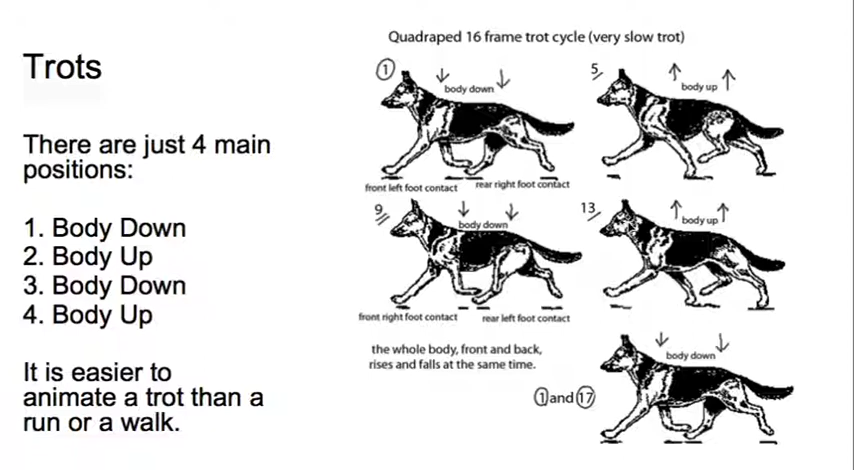 Trots
There are just 4 main
positions:
1. Body Down
2. Body Up
3. Body Down
4. Body Up
It is easier to
animate a trot than a
run or a walk.
Quadraped 16 frame trot cycle (very slow trot)
1
body down
front left foot contact
rear right foot contact
5
body up
9
body down
front right foot contact
rear left foot contact
13
body up
the whole body, front and back,
rises and falls at the same time.
1 and 17
body down